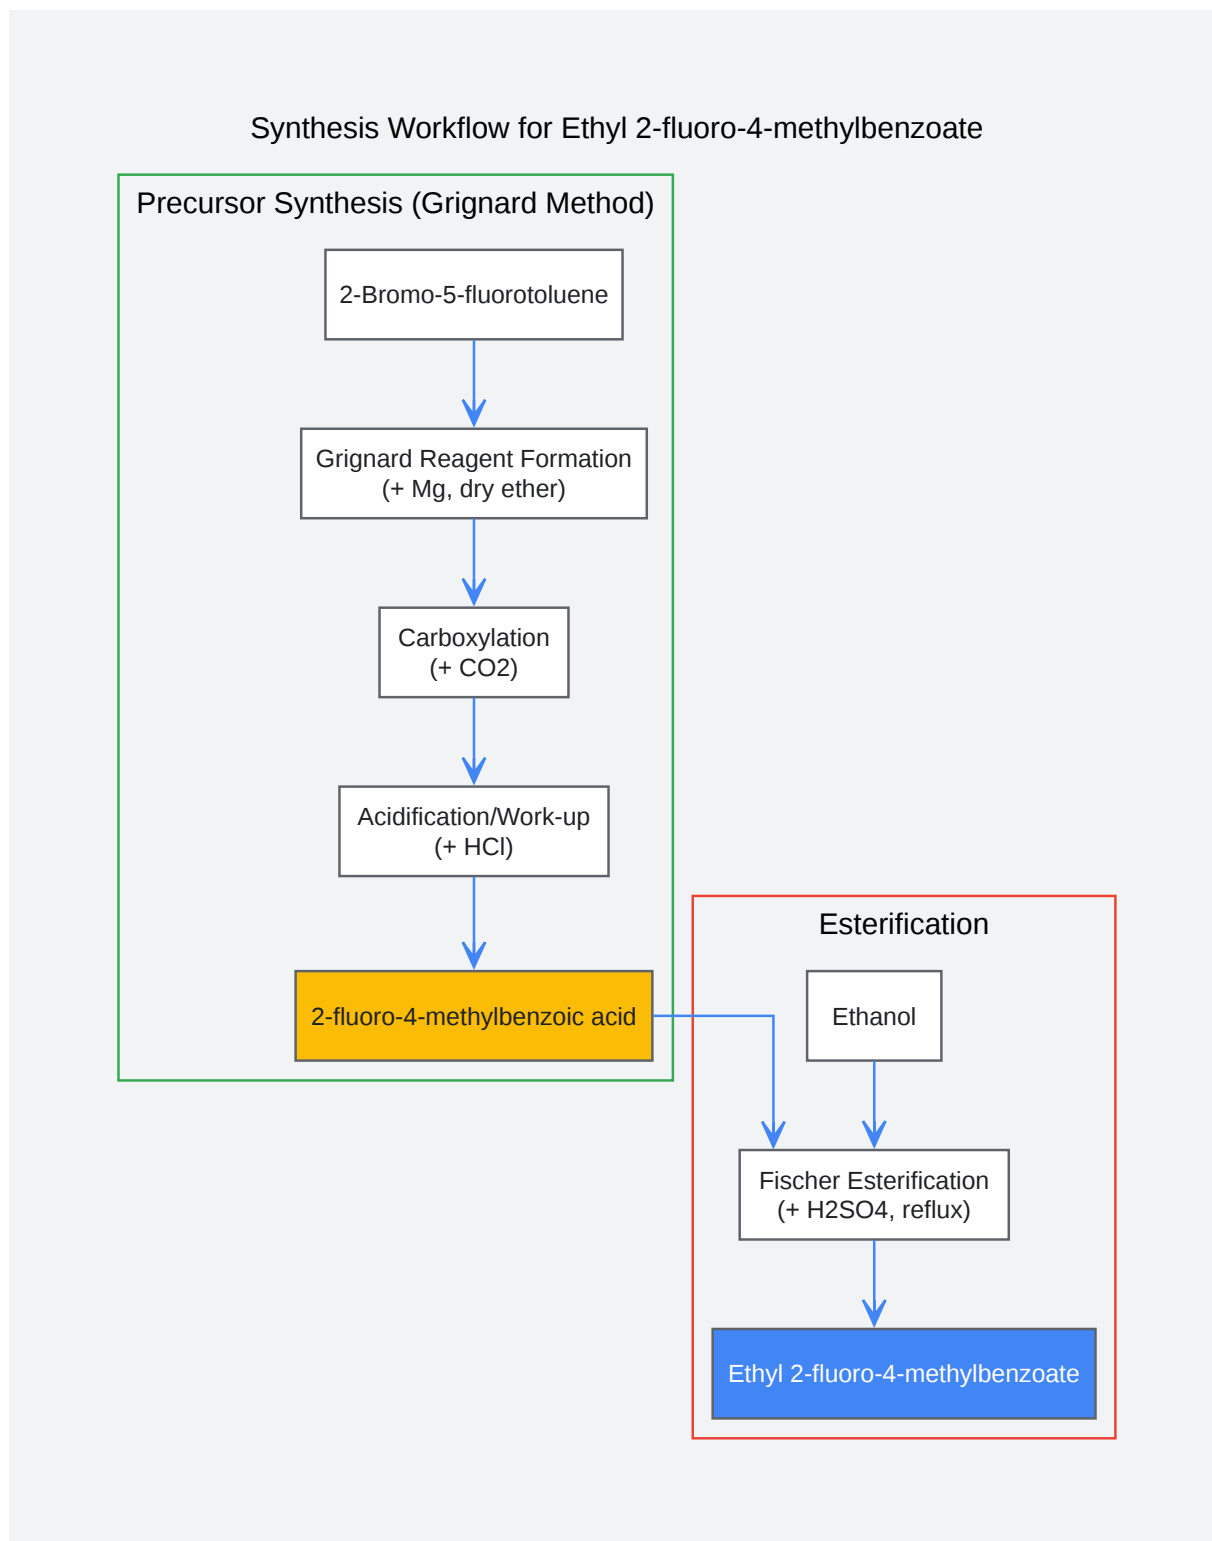 Synthesis Workflow for Ethyl 2-fluoro-4-methylbenzoate
Precursor Synthesis (Grignard Method)
2-Bromo-5-fluorotoluene
Grignard Reagent Formation
(+ Mg, dry ether)
Carboxylation
(+ CO2)
Acidification/Work-up
(+ HCl)
2-fluoro-4-methylbenzoic acid
Esterification
Ethanol
Fischer Esterification
(+ H2SO4, reflux)
Ethyl 2-fluoro-4-methylbenzoate